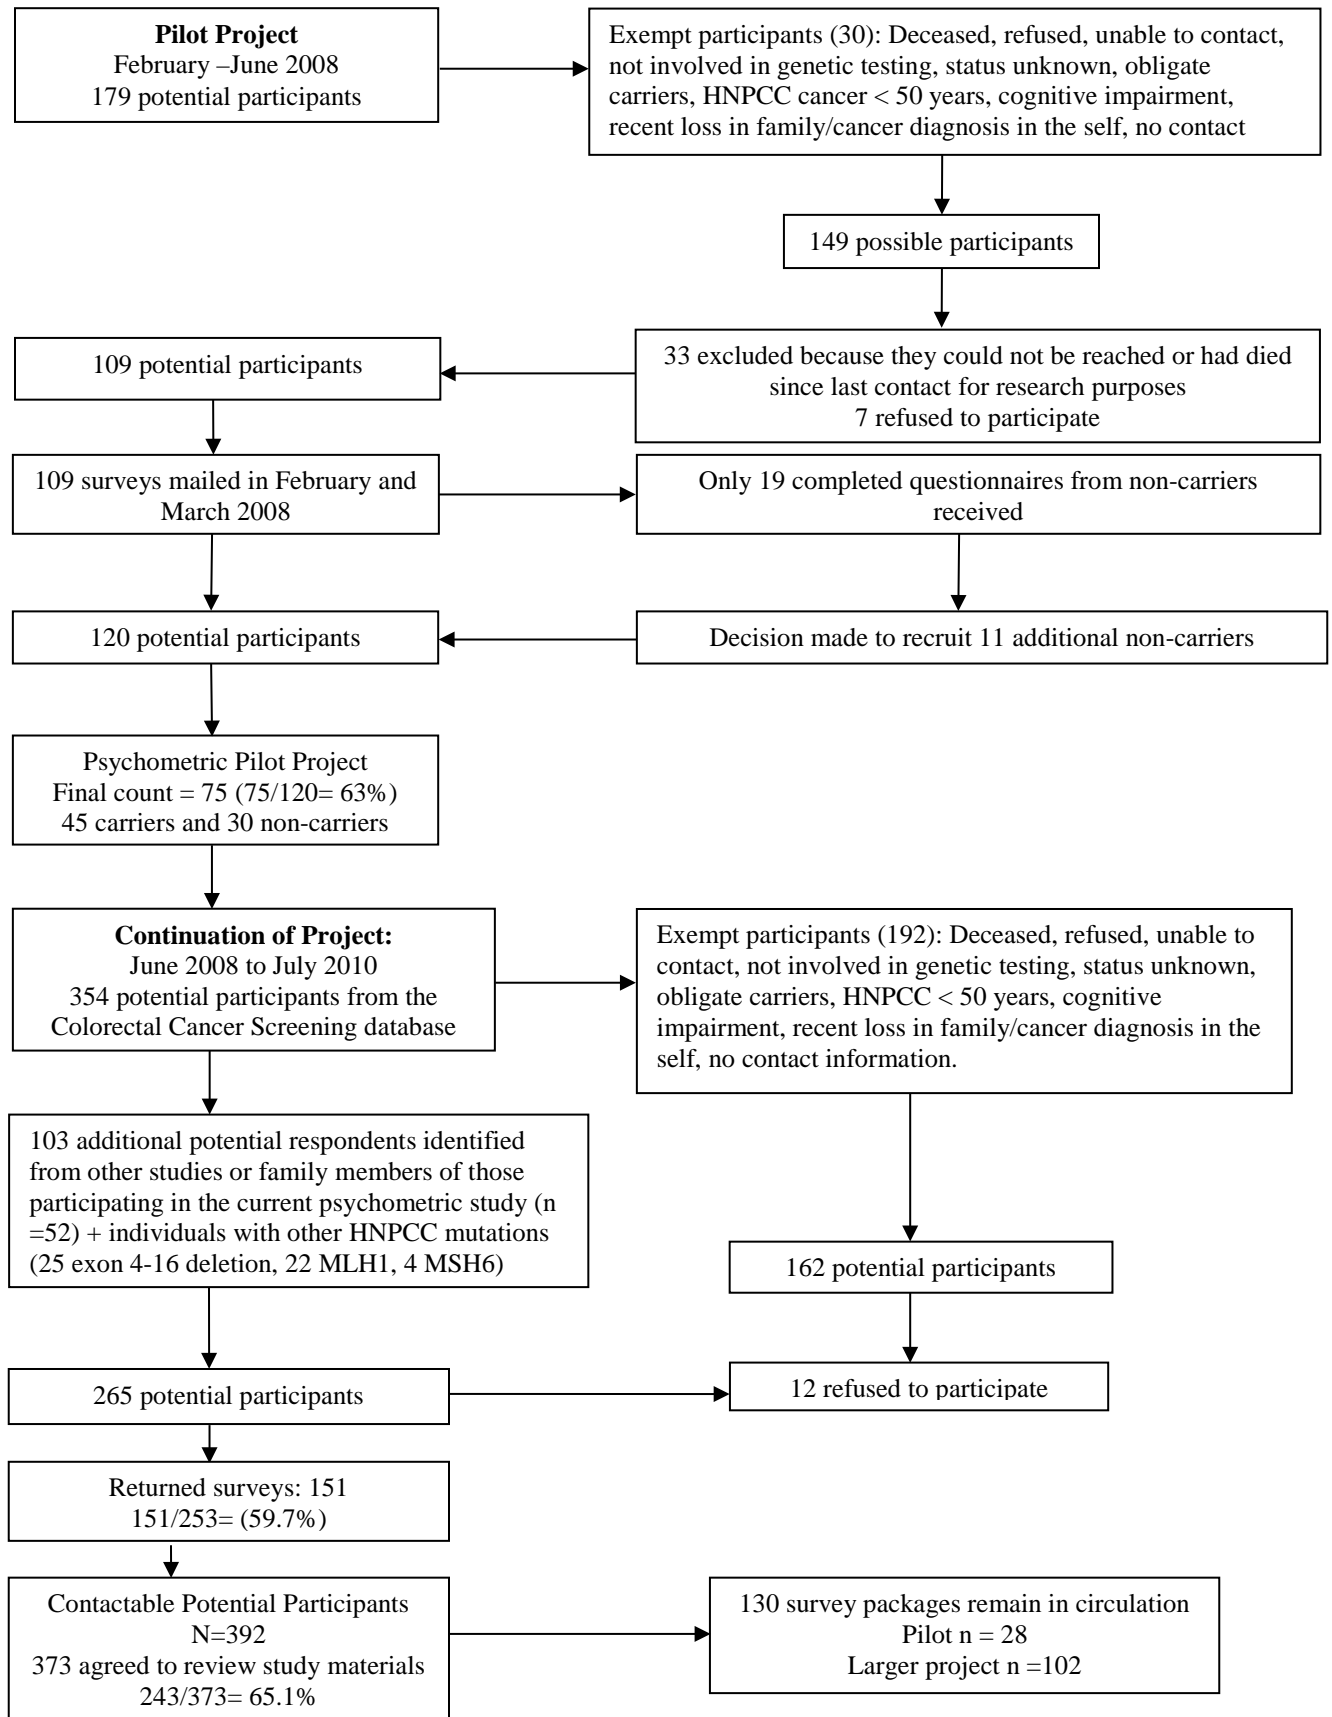 Pilot Project
February –June 2008
179 potential participants
Exempt participants (30): Deceased, refused, unable to contact,
not involved in genetic testing, status unknown, obligate
carriers, HNPCC cancer < 50 years, cognitive impairment,
recent loss in family/cancer diagnosis in the self, no contact
149 possible participants
33 excluded because they could not be reached or had died
since last contact for research purposes
7 refused to participate
109 potential participants
109 surveys mailed in February and
March 2008
Only 19 completed questionnaires from non-carriers
received
Decision made to recruit 11 additional non-carriers
120 potential participants
Psychometric Pilot Project
Final count = 75 (75/120= 63%)
45 carriers and 30 non-carriers
Continuation of Project:
June 2008 to July 2010
354 potential participants from the
Colorectal Cancer Screening database
Exempt participants (192): Deceased, refused, unable to
contact, not involved in genetic testing, status unknown,
obligate carriers, HNPCC < 50 years, cognitive
impairment, recent loss in family/cancer diagnosis in the
self, no contact information.
103 additional potential respondents identified
from other studies or family members of those
participating in the current psychometric study (n
=52) + individuals with other HNPCC mutations
(25 exon 4-16 deletion, 22 MLH1, 4 MSH6)
162 potential participants
265 potential participants
12 refused to participate
Returned surveys: 151
151/253= (59.7%)
Contactable Potential Participants
N=392
373 agreed to review study materials
243/373= 65.1%
130 survey packages remain in circulation
Pilot n = 28
Larger project n =102